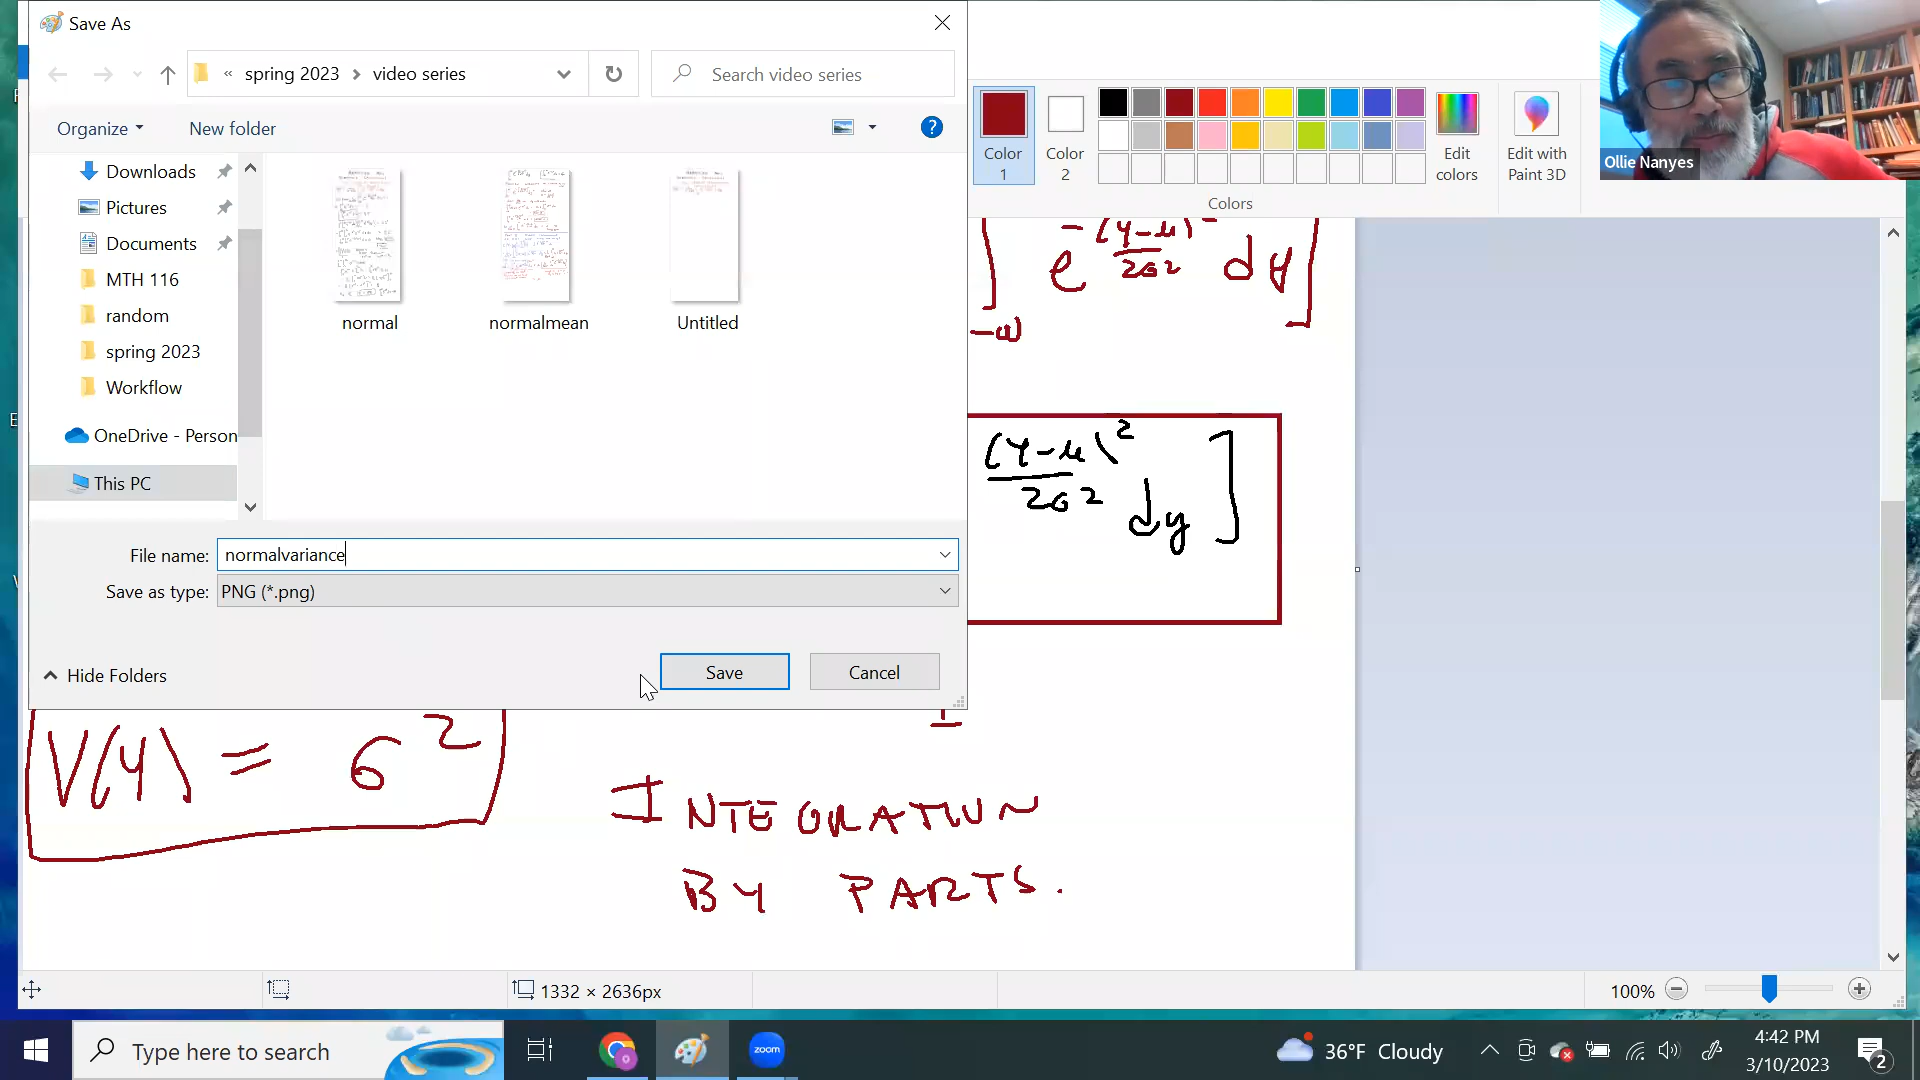 Save As
« spring 2023 › video series
Search video series
Organize
New folder
Downloads
Pictures
Documents
MTH 116
random
spring 2023
Workflow
OneDrive - Person
This PC
normal
normalmean
Untitled
File name: normalvariance
Save as type: PNG (*.png)
Hide Folders
Save
Cancel
Color 1
Color 2
Edit colors
Edit with Paint 3D
Colors
Ollie Nanyes
e -(y-μ)² / 2σ² dy ]
-∞
(y-μ)² / 2σ² dy ]
V(Y) = σ²
INTEGRATION
BY PARTS.
1332 × 2636px
100%
Type here to search
zoom
36°F Cloudy
4:42 PM
3/10/2023
2